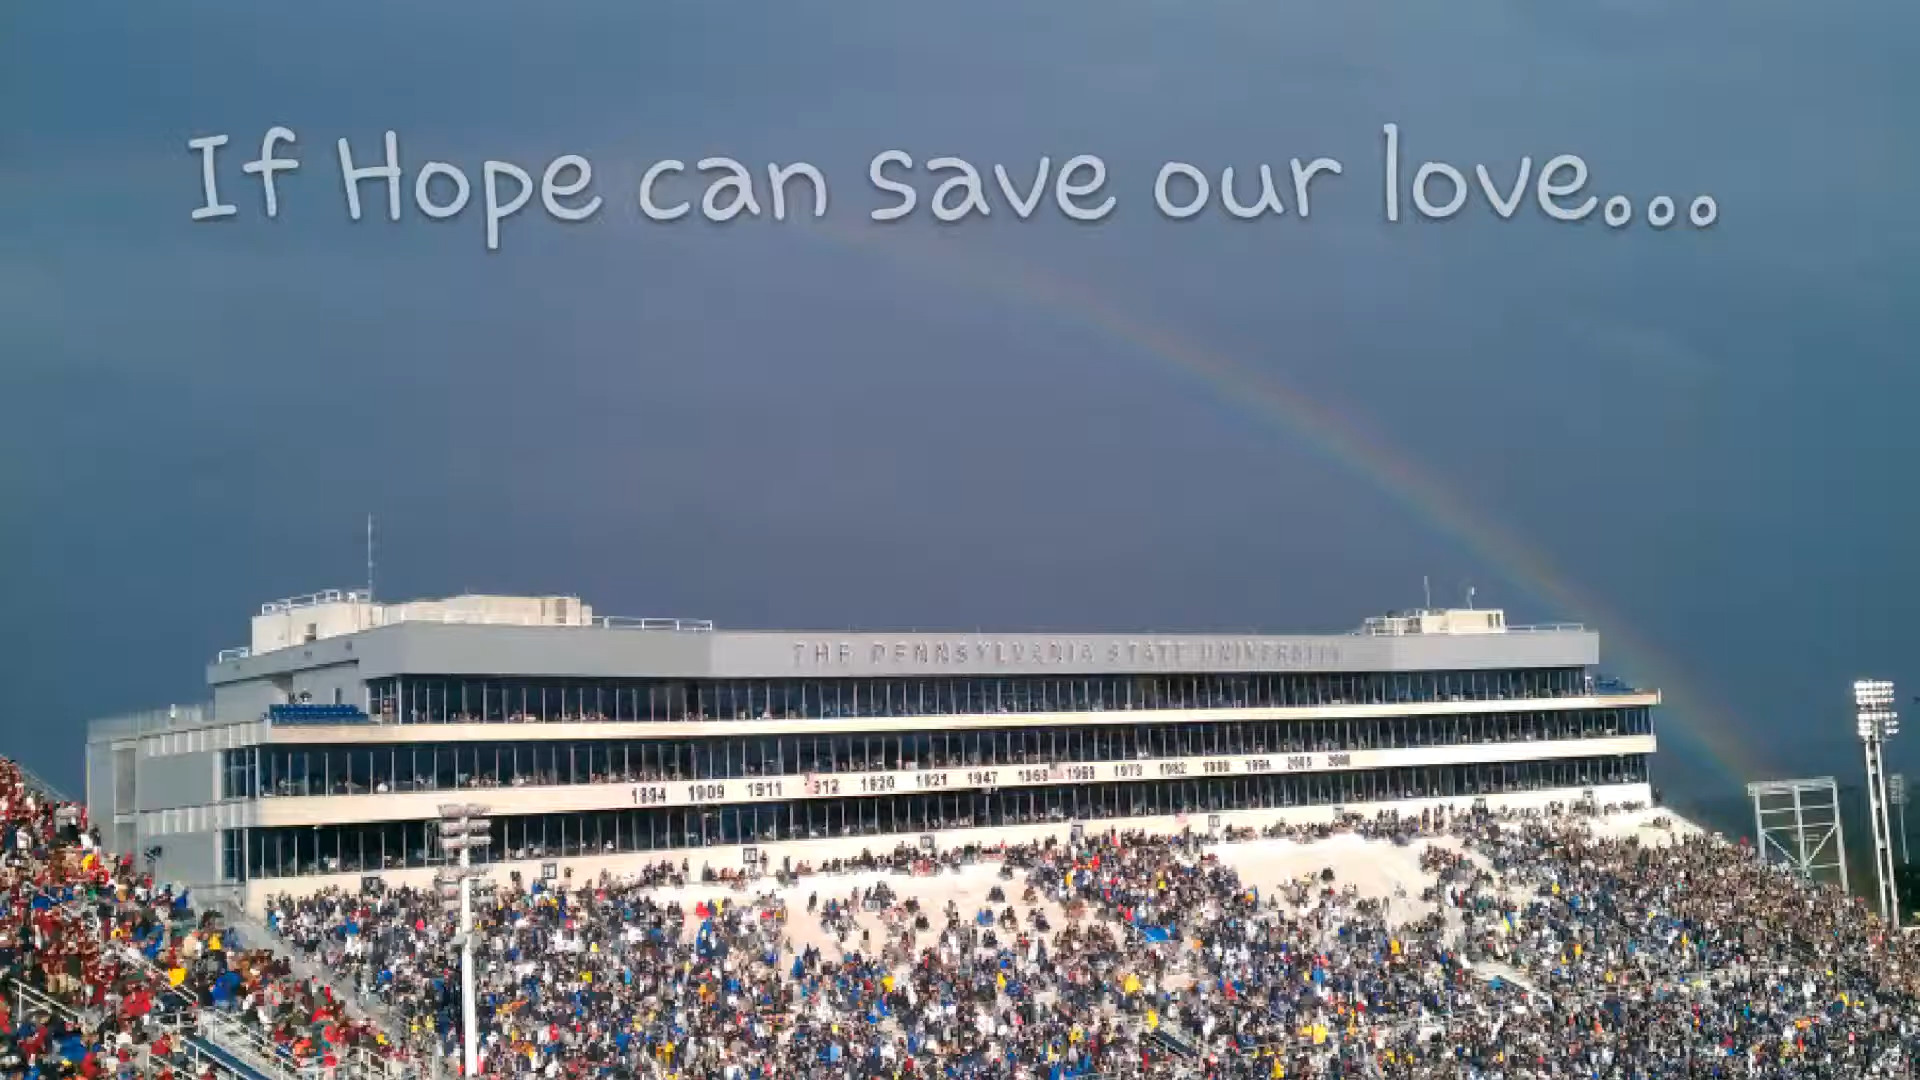 If Hope can save our love...
THE PENNSYLVANIA STATE UNIVERSITY
1894 1909 1911 1912 1920 1921 1947 1968 1969 1973 1982 1986 1994 2005 2008